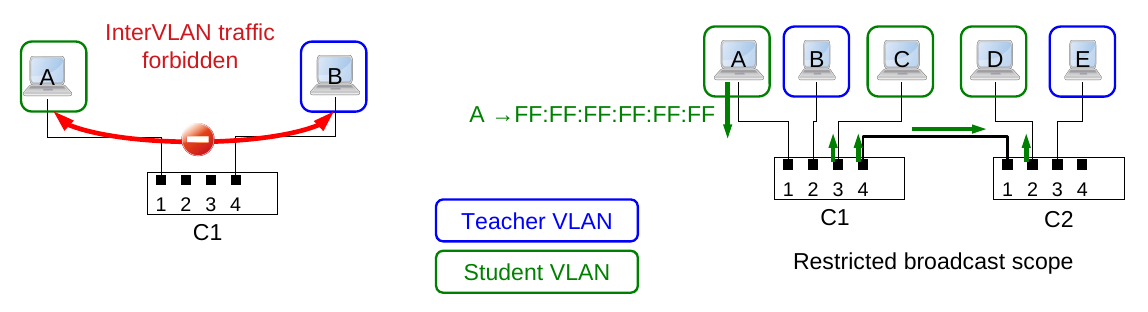 InterVLAN traffic
forbidden
A
B
1 2 3 4
C1
A →FF:FF:FF:FF:FF:FF
Teacher VLAN
Student VLAN
A B C D E
1 2 3 4
C1
1 2 3 4
C2
Restricted broadcast scope